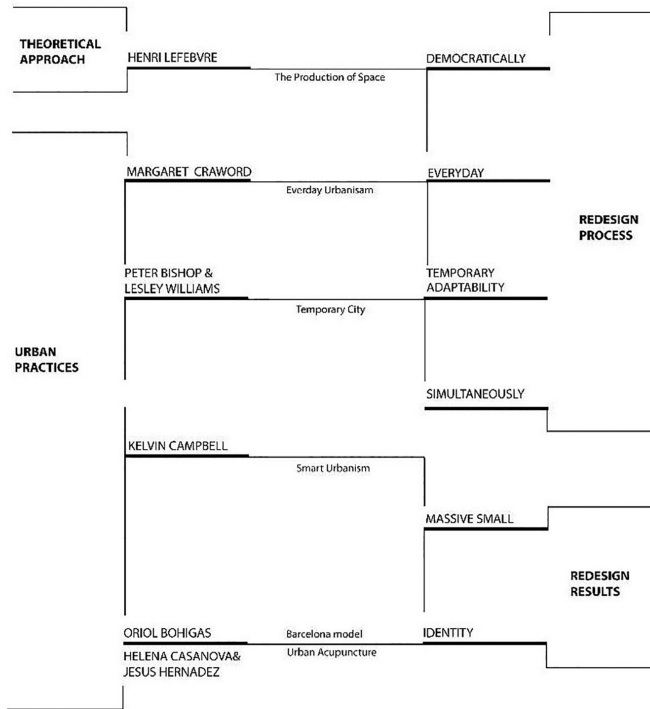 THEORETICAL
APPROACH
HENRI LEFEBVRE
The Production of Space
DEMOCRATICALLY
MARGARET CRAWORD
Everday Urbanisam
EVERYDAY
REDESIGN
PROCESS
PETER BISHOP &
LESLEY WILLIAMS
Temporary City
TEMPORARY
ADAPTABILITY
URBAN
PRACTICES
SIMULTANEOUSLY
KELVIN CAMPBELL
Smart Urbanism
MASSIVE SMALL
REDESIGN
RESULTS
ORIOL BOHIGAS
Barcelona model
IDENTITY
HELENA CASANOVA&
JESUS HERNADEZ
Urban Acupuncture